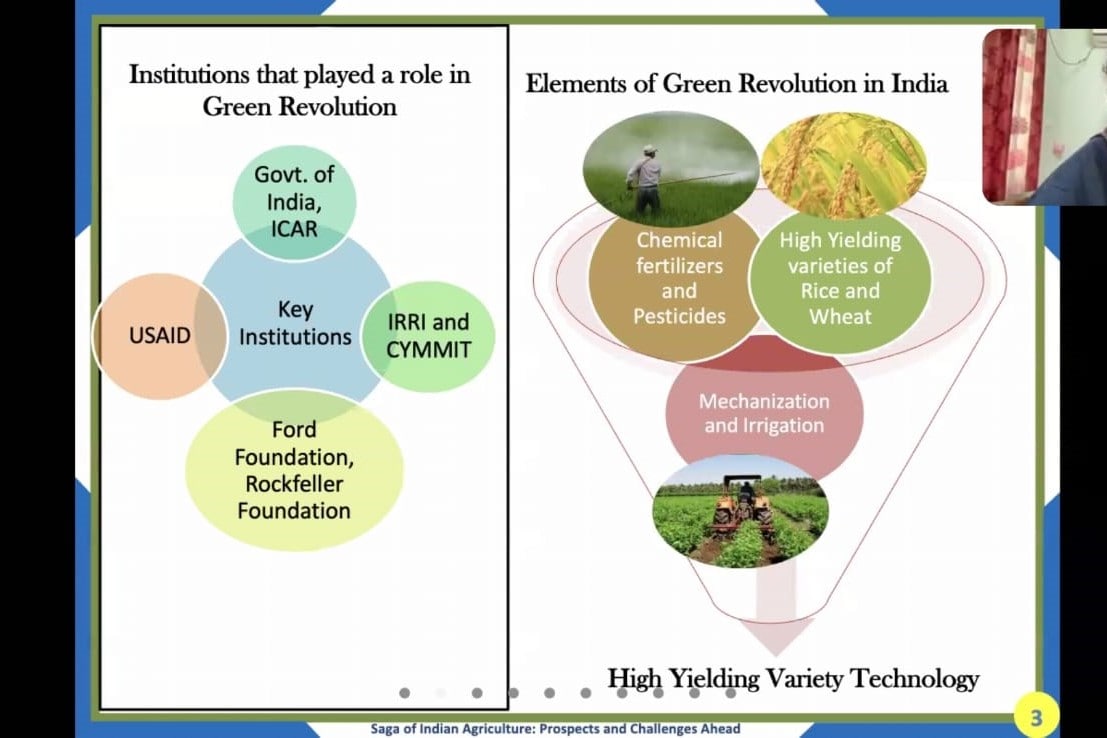 Institutions that played a role in
Green Revolution
Govt. of
India,
ICAR
USAID
Key
Institutions
IRRI and
CYMMIT
Ford
Foundation,
Rockfeller
Foundation
Elements of Green Revolution in India
Chemical
fertilizers
and
Pesticides
High Yielding
varieties of
Rice and
Wheat
Mechanization
and Irrigation
High Yielding Variety Technology
Saga of Indian Agriculture: Prospects and Challenges Ahead
3